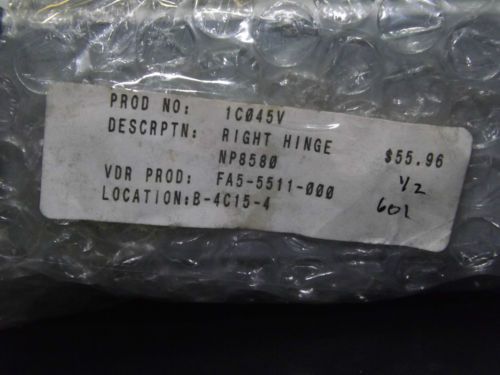 PROD NO: 1C045V
DESCRPTN: RIGHT HINGE
NP8580 $55.96
VDR PROD: FA5-5511-000 1/2
LOCATION:B-4C15-4 601